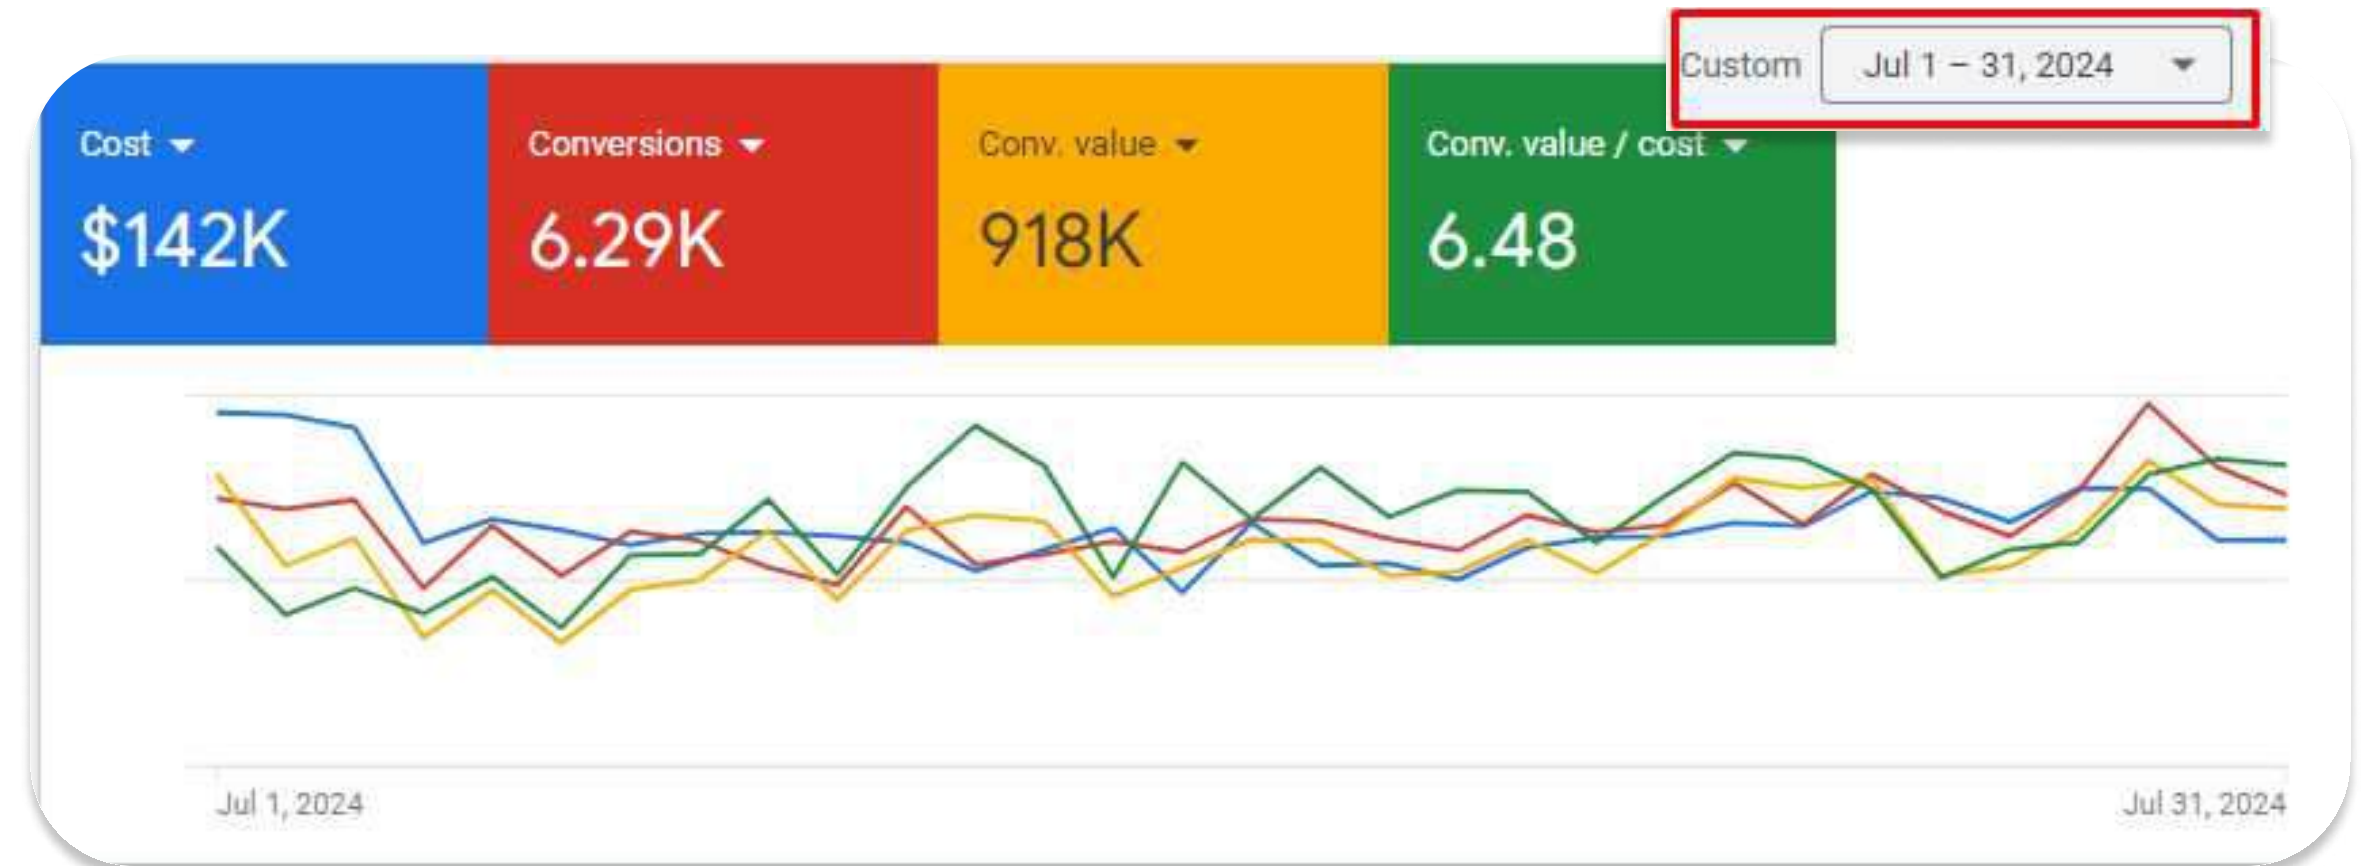 Custom Jul 1 – 31, 2024
Cost
Conversions
Conv. value
Conv. value / cost
$142K
6.29K
918K
6.48
Jul 1, 2024
Jul 31, 2024